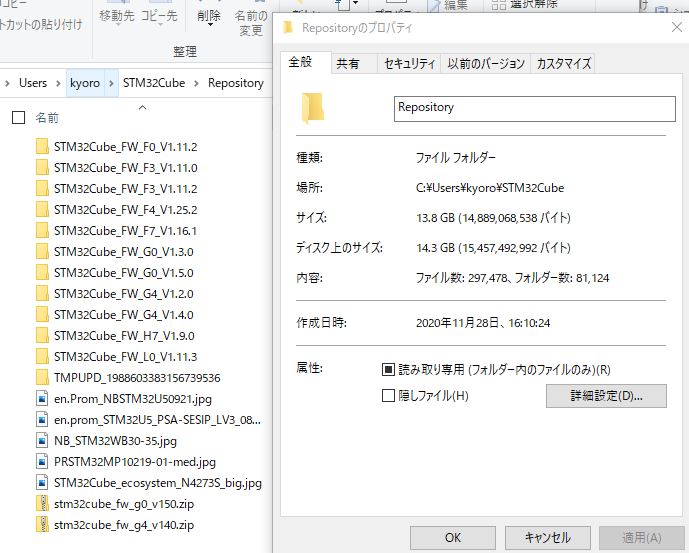 コピー
トカットの貼り付け
移動先
コピー先
削除
名前の
変更
整理
編集
選択解除
Users
kyoro
STM32Cube
Repository
名前
STM32Cube_FW_F0_V1.11.2
STM32Cube_FW_F3_V1.11.0
STM32Cube_FW_F3_V1.11.2
STM32Cube_FW_F4_V1.25.2
STM32Cube_FW_F7_V1.16.1
STM32Cube_FW_G0_V1.3.0
STM32Cube_FW_G0_V1.5.0
STM32Cube_FW_G4_V1.2.0
STM32Cube_FW_G4_V1.4.0
STM32Cube_FW_H7_V1.9.0
STM32Cube_FW_L0_V1.11.3
TMPUPD_1988603383156739536
en.Prom_NBSTM32U50921.jpg
en.prom_STM32U5_PSA-SESIP_LV3_08...
NB_STM32WB30-35.jpg
PRSTM32MP10219-01-med.jpg
STM32Cube_ecosystem_N4273S_big.jpg
stm32cube_fw_g0_v150.zip
stm32cube_fw_g4_v140.zip
Repositoryのプロパティ
全般 共有 セキュリティ 以前のバージョン カスタマイズ
Repository
種類: ファイル フォルダー
場所: C:¥Users¥kyoro¥STM32Cube
サイズ: 13.8 GB (14,889,068,538 バイト)
ディスク上のサイズ: 14.3 GB (15,457,492,992 バイト)
内容: ファイル数: 297,478、フォルダー数: 81,124
作成日時: 2020年11月28日、16:10:24
属性: 読み取り専用 (フォルダー内のファイルのみ)(R)
隠しファイル(H) 詳細設定(D)...
OK キャンセル 適用(A)